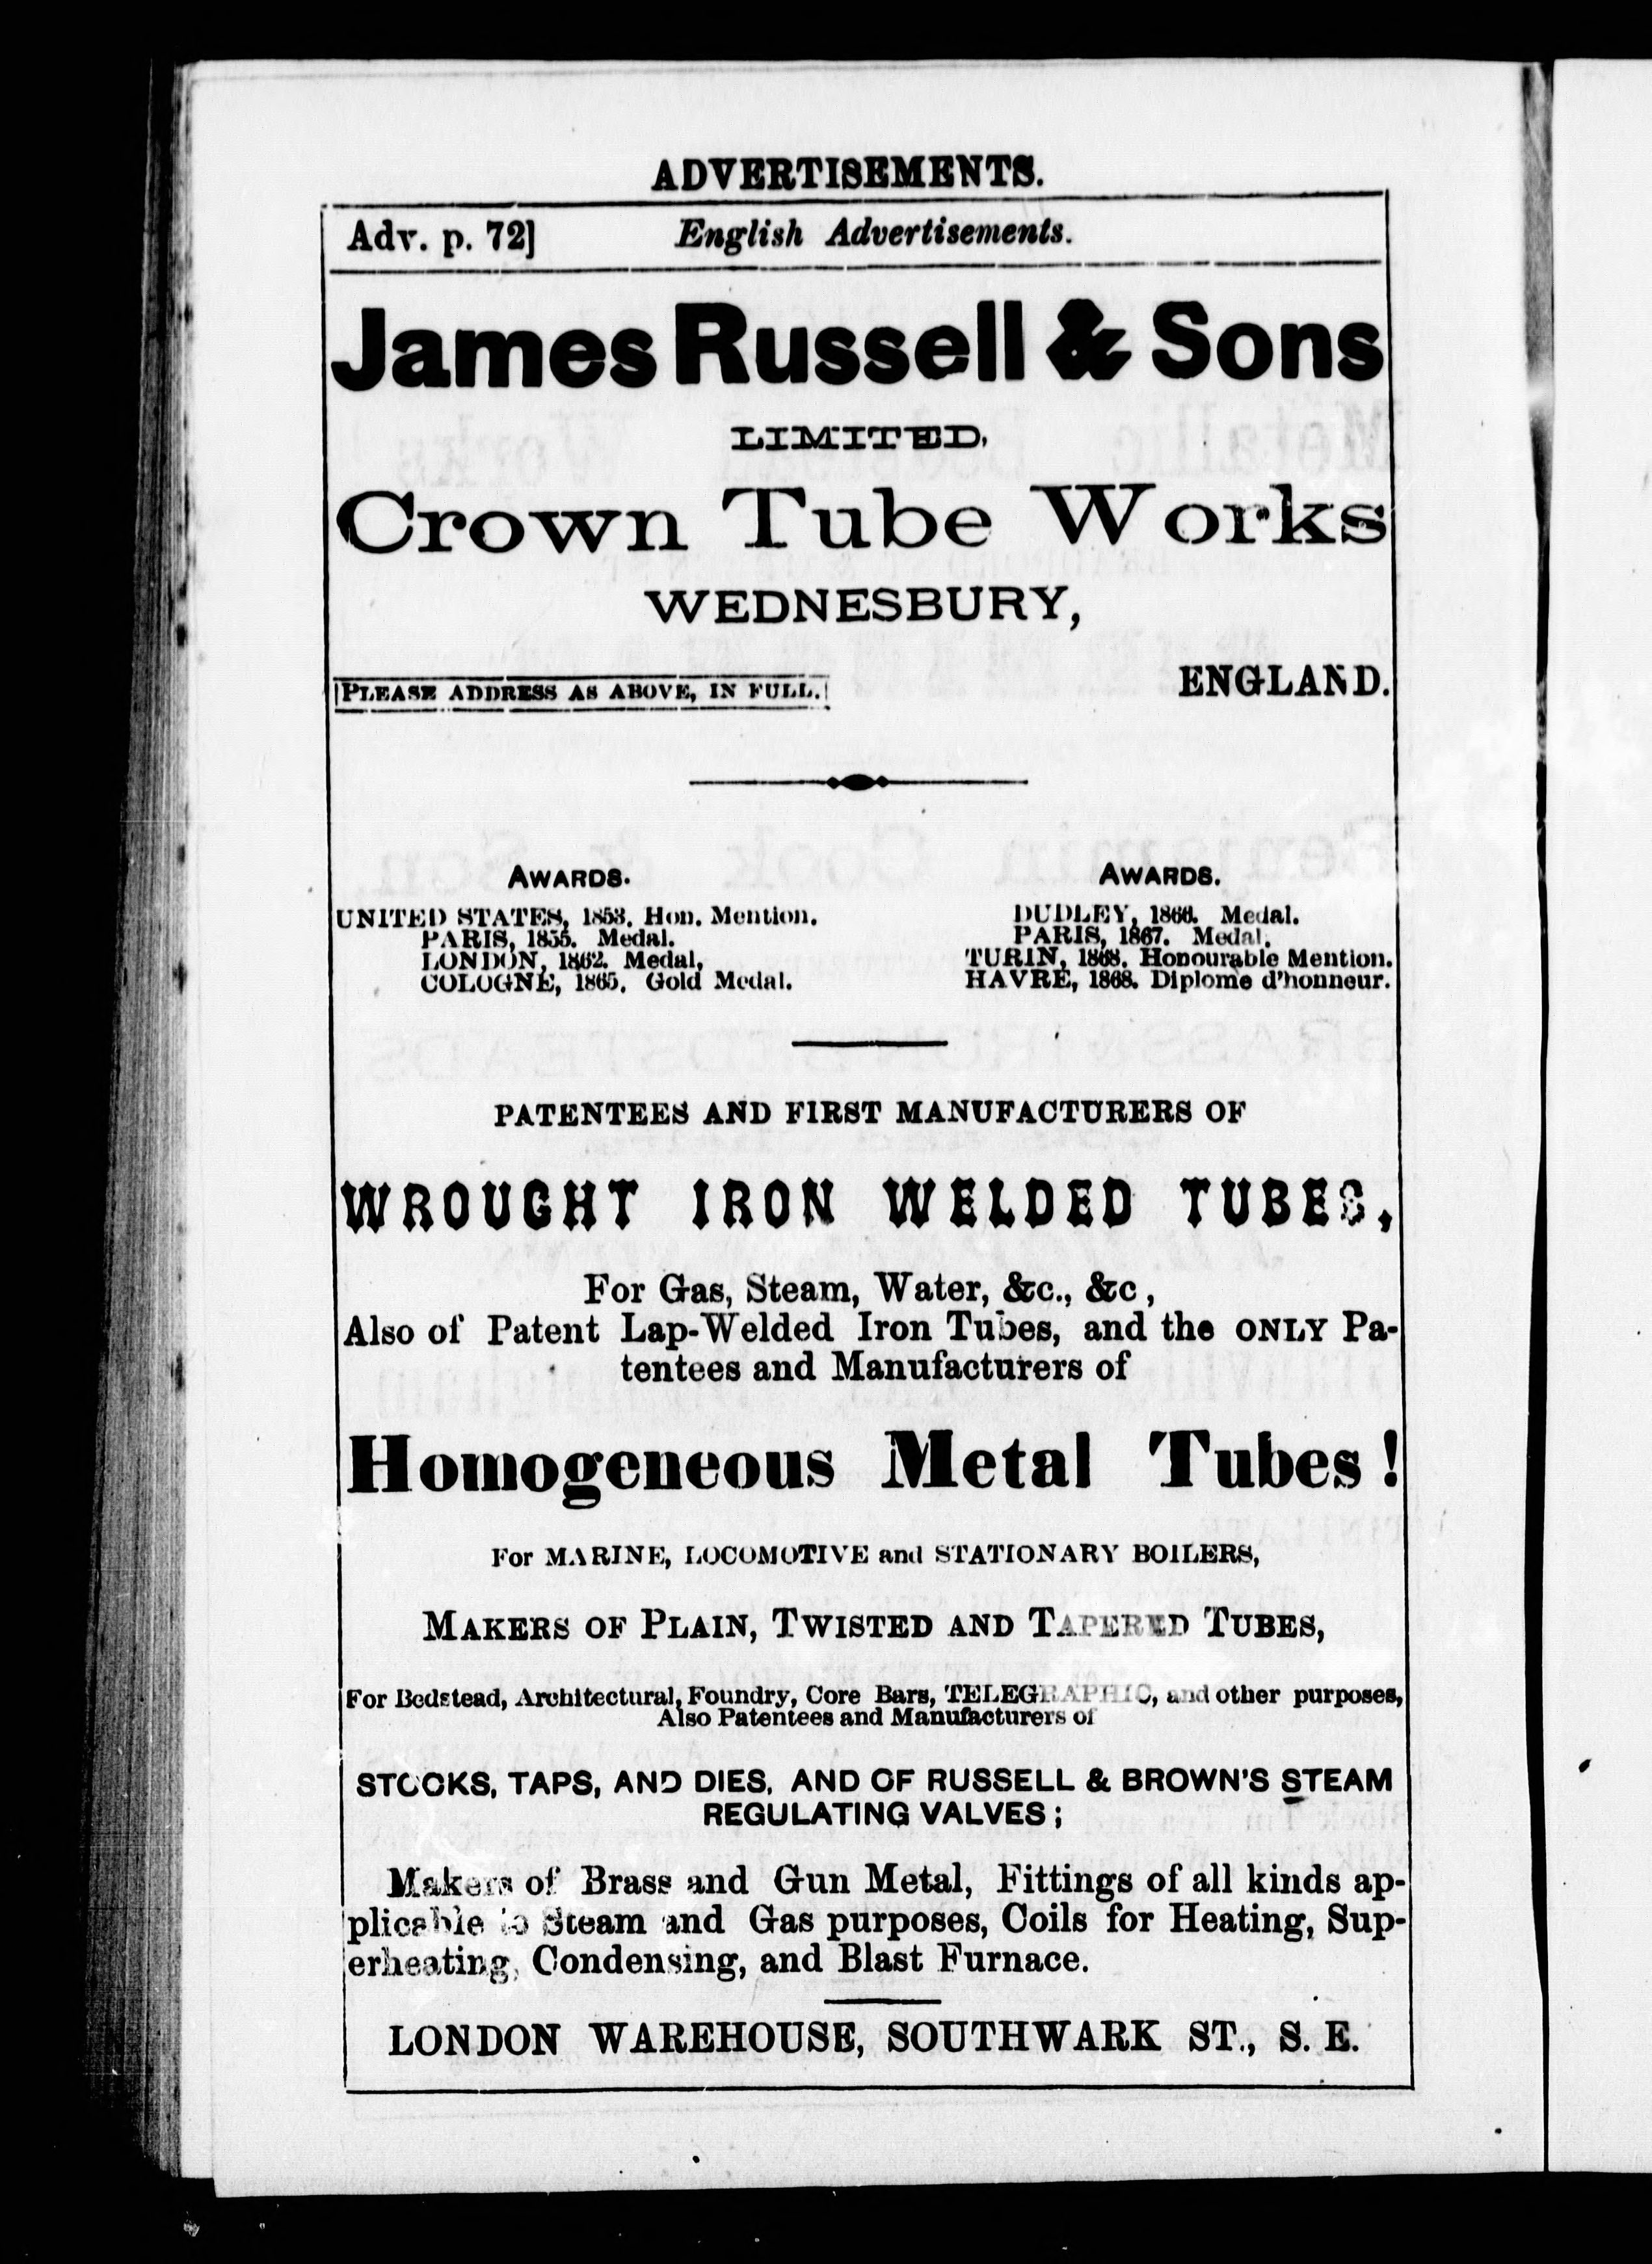 ADVERTISEMENTS.
Adv. p. 72] English Advertisements.
James Russell & Sons
LIMITED,
Crown Tube Works
WEDNESBURY,
ENGLAND.
PLEASE ADDRESS AS ABOVE, IN FULL.
AWARDS.
UNITED STATES, 1853. Hon. Mention.
PARIS, 1855. Medal.
LONDON, 1862. Medal,
COLOGNE, 1865. Gold Medal.
AWARDS.
DUDLEY, 1866. Medal.
PARIS, 1867. Medal.
TURIN, 1868. Honourable Mention.
HAVRE, 1868. Diplome d'honneur.
PATENTEES AND FIRST MANUFACTURERS OF
WROUGHT IRON WELDED TUBES,
For Gas, Steam, Water, &c., &c,
Also of Patent Lap-Welded Iron Tubes, and the ONLY Pa-
tentees and Manufacturers of
Homogeneous Metal Tubes!
For MARINE, LOCOMOTIVE and STATIONARY BOILERS,
MAKERS OF PLAIN, TWISTED AND TAPERED TUBES,
For Bedstead, Architectural, Foundry, Core Bars, TELEGRAPHIC, and other purposes,
Also Patentees and Manufacturers of
STOCKS, TAPS, AND DIES, AND OF RUSSELL & BROWN'S STEAM
REGULATING VALVES;
Makers of Brass and Gun Metal, Fittings of all kinds ap-
plicable to Steam and Gas purposes, Coils for Heating, Sup-
erheating, Condensing, and Blast Furnace.
LONDON WAREHOUSE, SOUTHWARK ST., S. E.